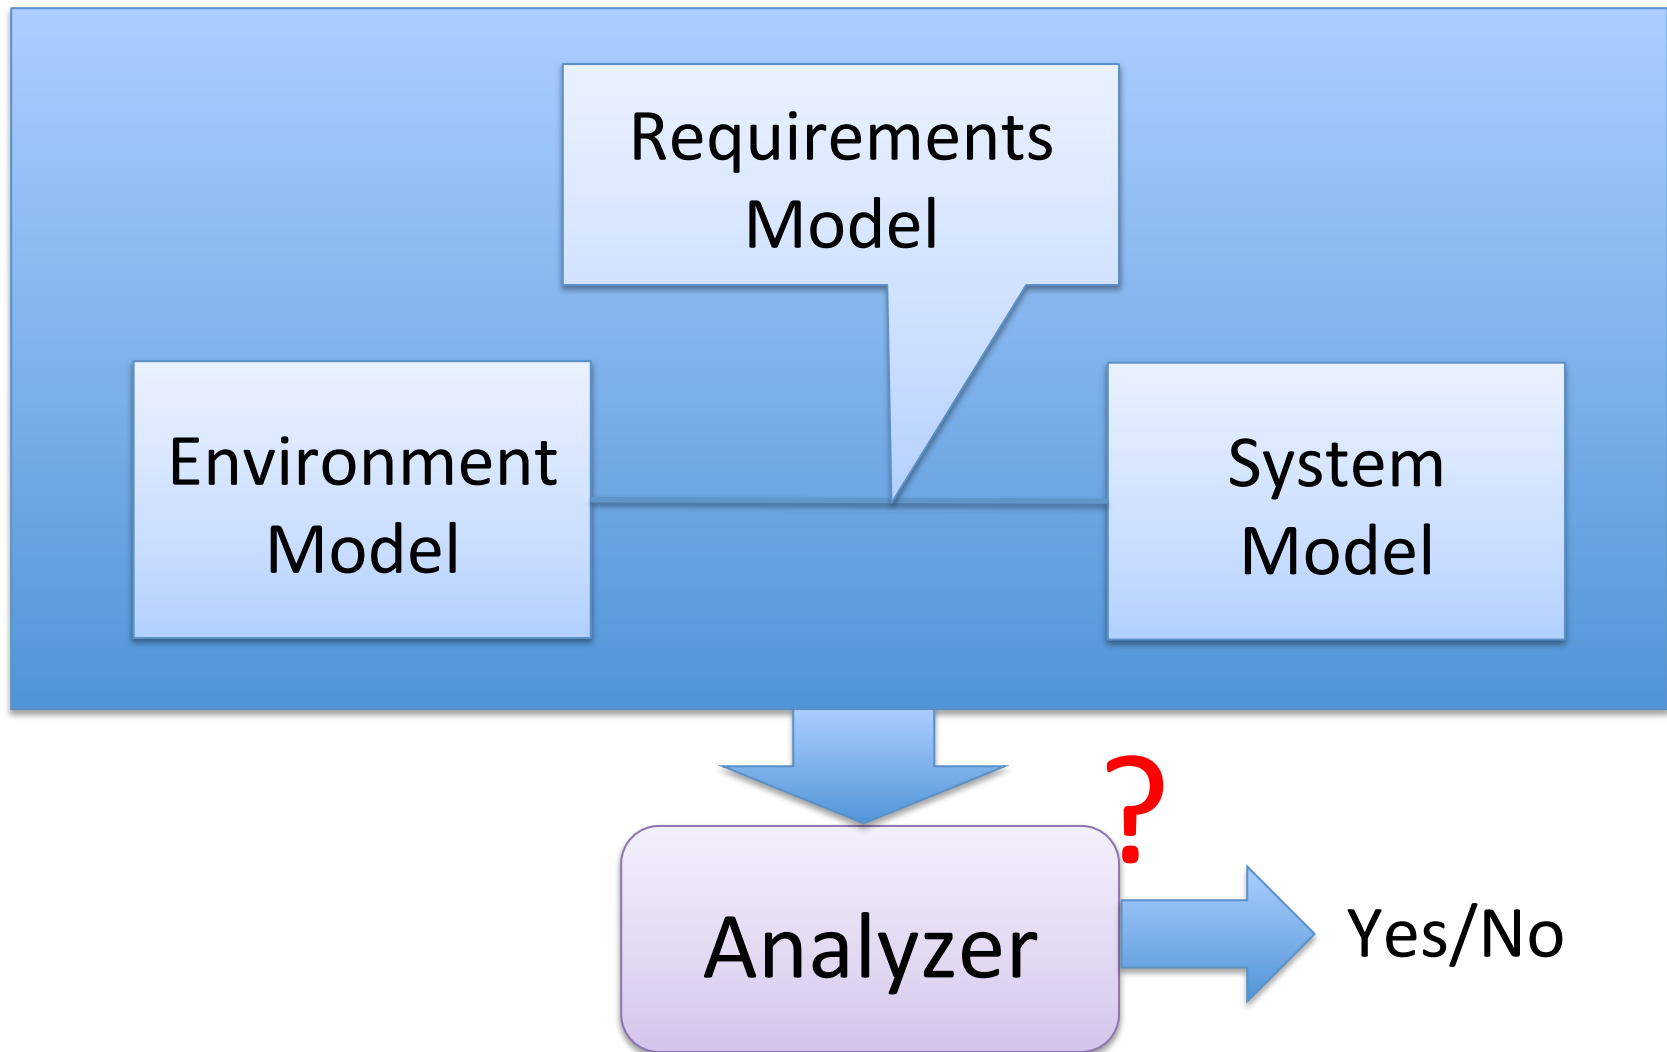 Requirements
Model
Environment
Model
System
Model
?
Analyzer
Yes/No